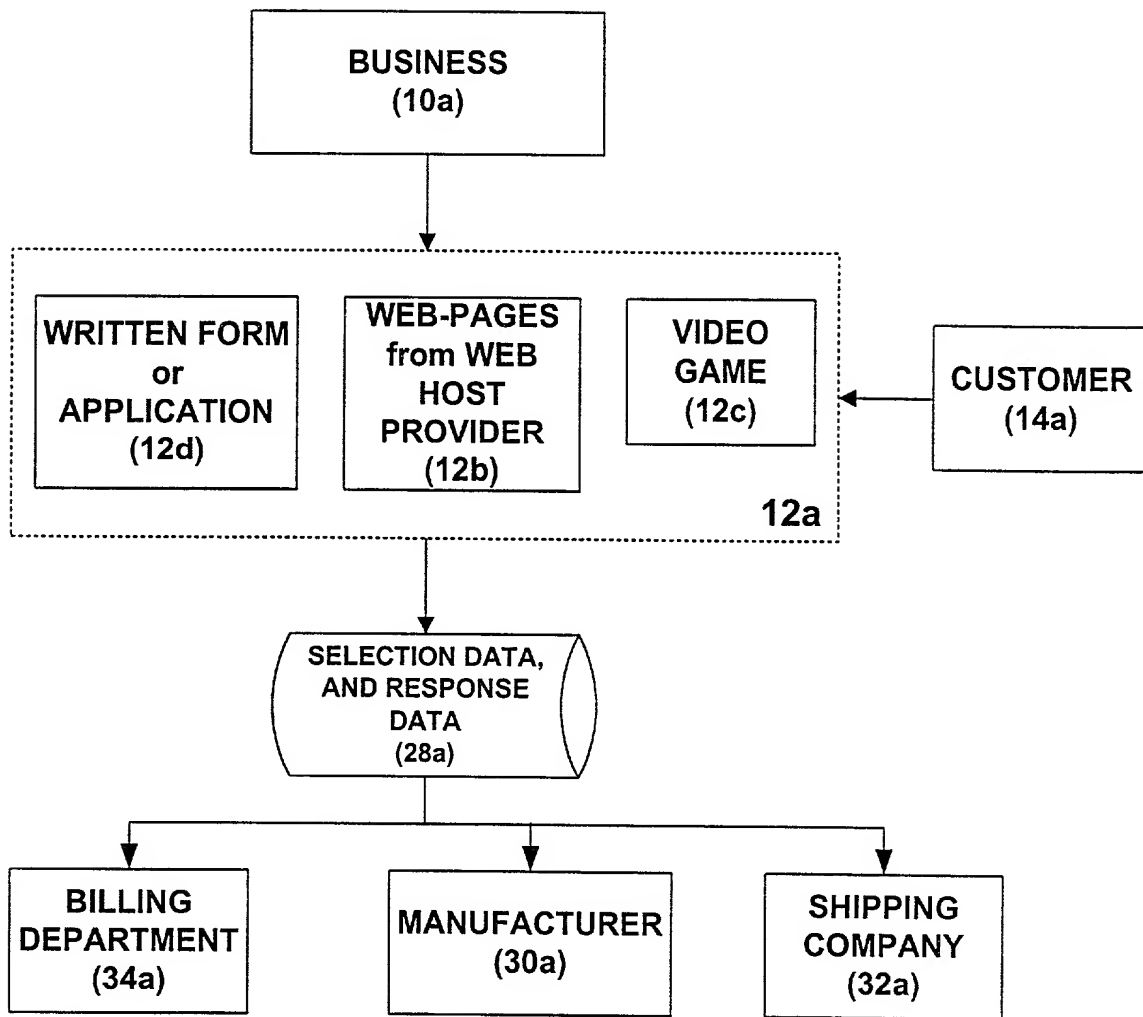 BUSINESS
(10a)
WRITTEN FORM
or
APPLICATION
(12d)
WEB-PAGES
from WEB
HOST
PROVIDER
(12b)
VIDEO
GAME
(12c)
CUSTOMER
(14a)
12a
SELECTION DATA,
AND RESPONSE
DATA
(28a)
BILLING
DEPARTMENT
(34a)
MANUFACTURER
(30a)
SHIPPING
COMPANY
(32a)